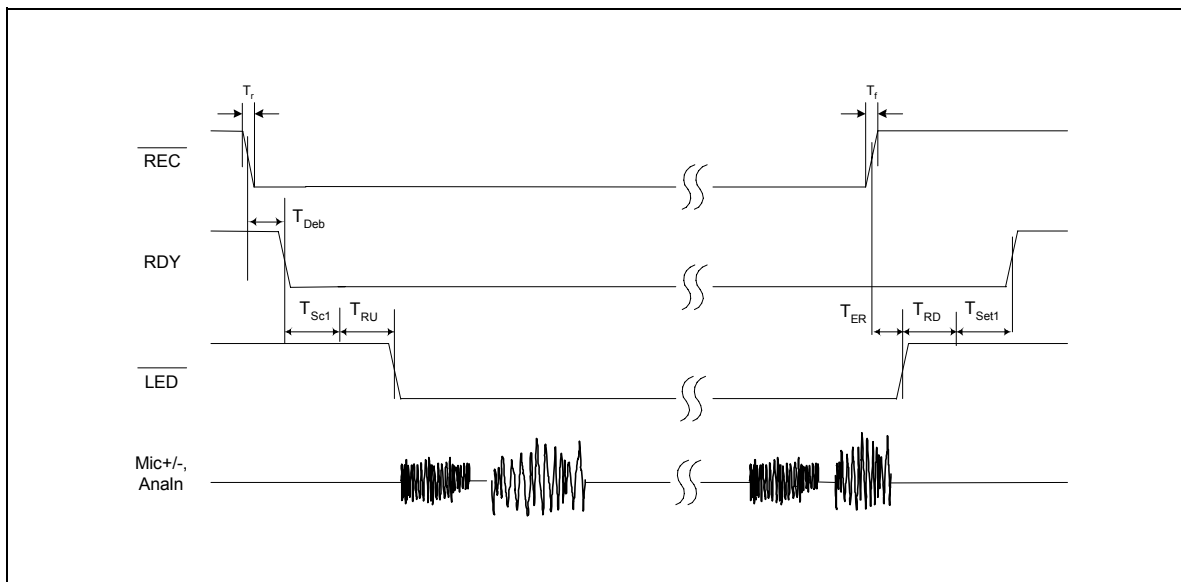 Tr
Tf
REC
TDeb
RDY
TSc1
TRU
TER
TRD
TSet1
LED
Mic+/-,
AnaIn